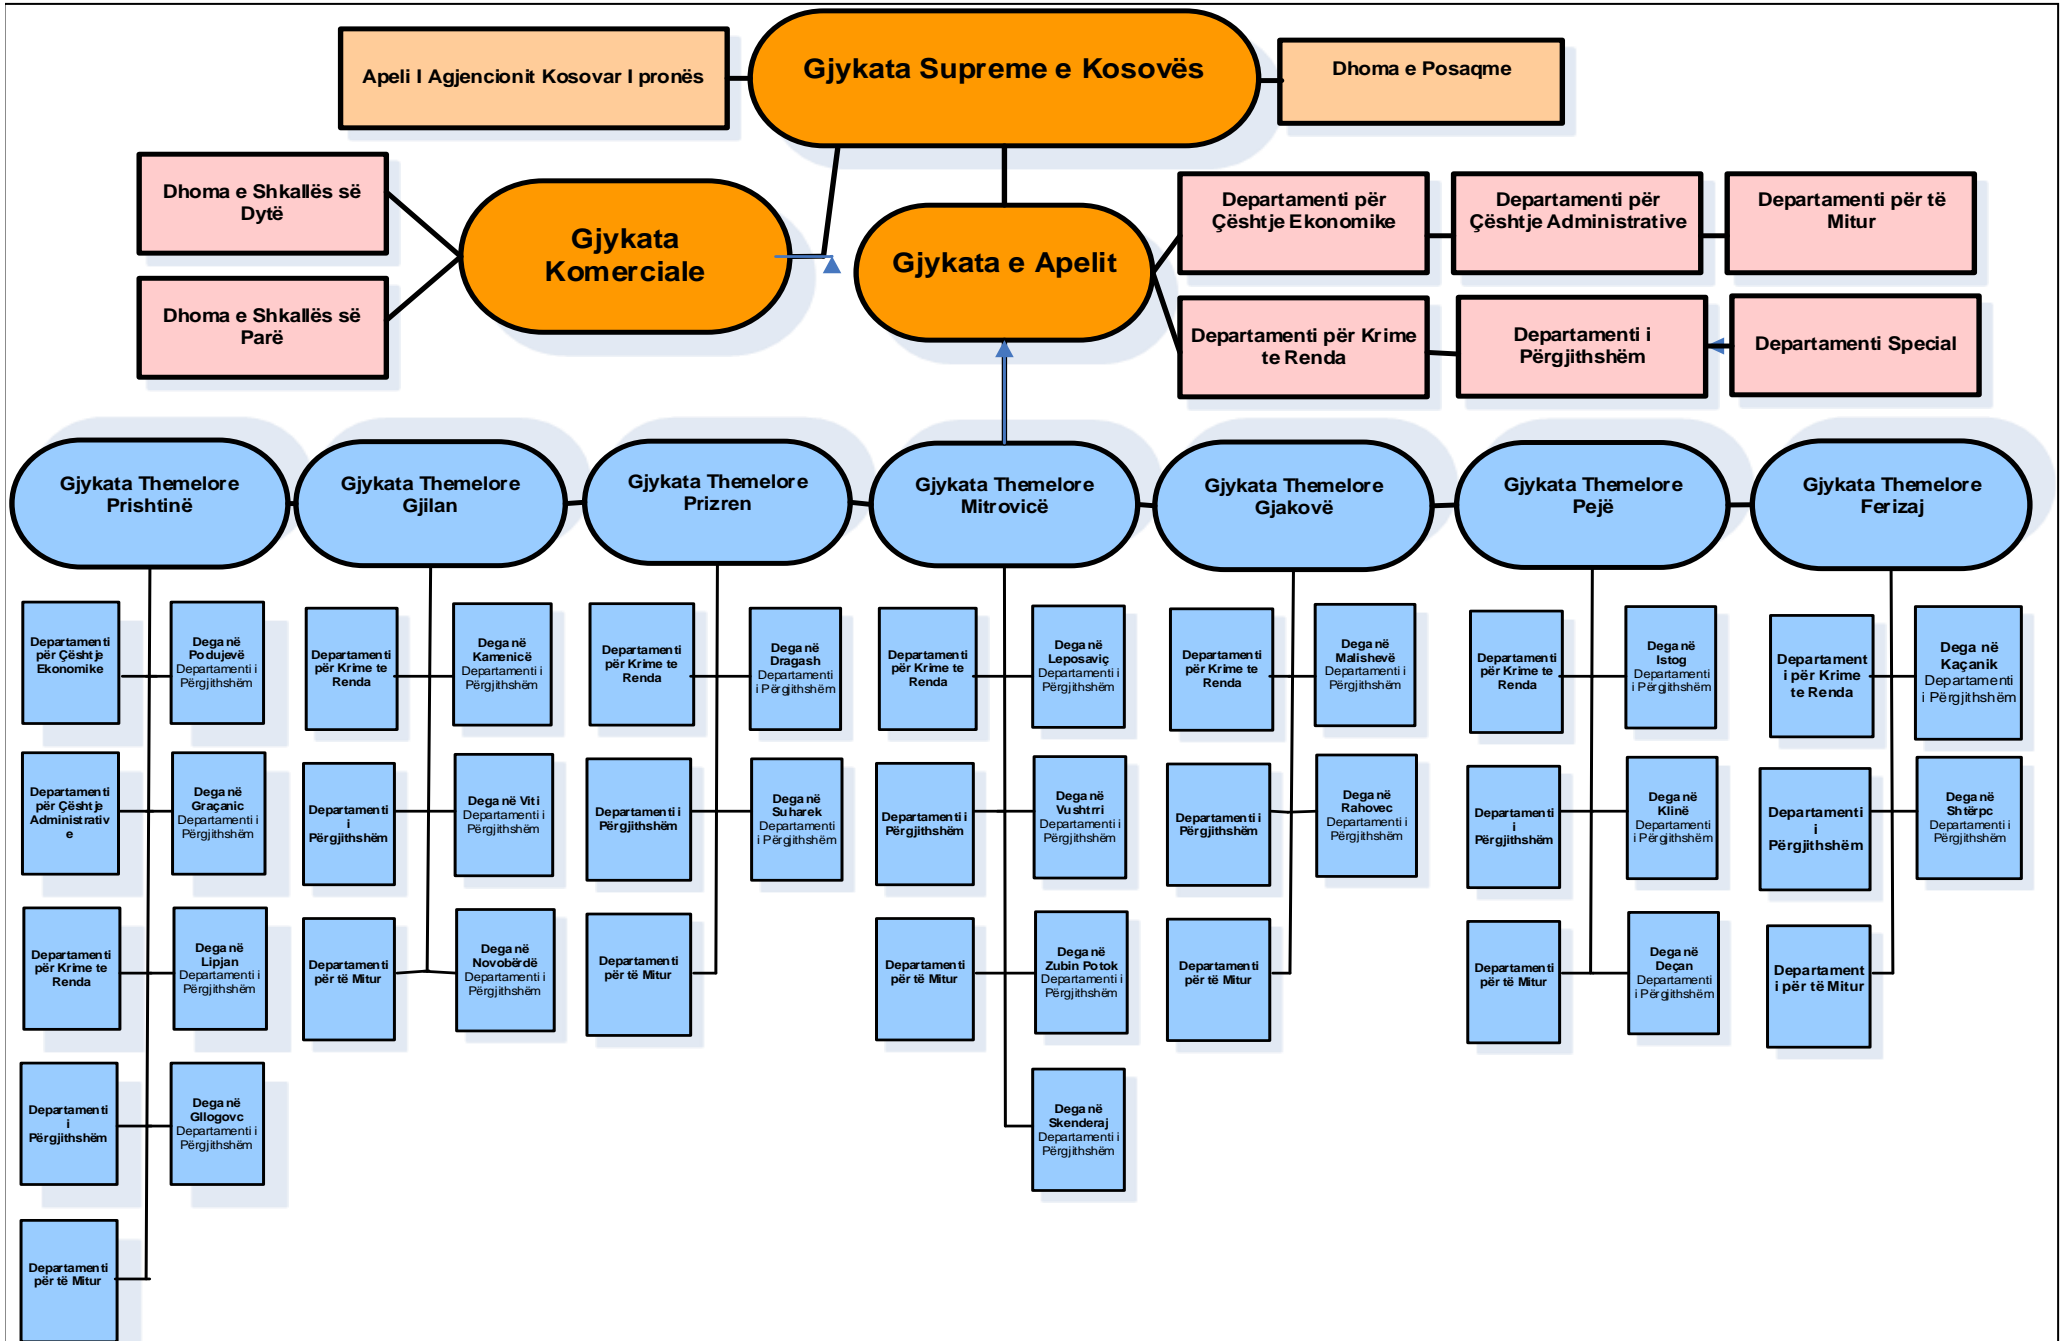 Apeli I Agjencionit Kosovar I pronës
Gjykata Supreme e Kosovës
Dhoma e Posaqme
Dhoma e Shkallës së
Dytë
Dhoma e Shkallës së
Parë
Gjykata
Komerciale
Gjykata e Apelit
Departamenti për
Çështje Ekonomike
Departamenti për
Çështje Administrative
Departamenti për të
Mitur
Departamenti për Krime
te Renda
Departamenti i
Përgjithshëm
Departamenti Special
Gjykata Themelore
Prishtinë
Gjykata Themelore
Gjilan
Gjykata Themelore
Prizren
Gjykata Themelore
Mitrovicë
Gjykata Themelore
Gjakovë
Gjykata Themelore
Pejë
Gjykata Themelore
Ferizaj
Departamenti
për Çështje
Ekonomike
Dega në
Podujevë
Departamenti i
Përgjithshëm
Departamenti
për Çështje
Administrativ
e
Dega në
Graçanic
Departamenti i
Përgjithshëm
Departamenti
për Krime te
Renda
Dega në
Lipjan
Departamenti i
Përgjithshëm
Departamenti
i
Përgjithshëm
Dega në
Gllogovc
Departamenti i
Përgjithshëm
Departamenti
për të Mitur
Departamenti
për Krime te
Renda
Dega në
Kamenicë
Departamenti i
Përgjithshëm
Departamenti
i
Përgjithshëm
Dega në Viti
Departamenti i
Përgjithshëm
Departamenti
për të Mitur
Dega në
Novobërdë
Departamenti i
Përgjithshëm
Departamenti
për Krime te
Renda
Dega në
Dragash
Departamenti
i Përgjithshëm
Departamenti i
Përgjithshëm
Dega në
Suharek
Departamenti
i Përgjithshëm
Departamenti
për të Mitur
Departamenti
për Krime te
Renda
Dega në
Leposaviç
Departamenti i
Përgjithshëm
Departamenti
i Përgjithshëm
Dega në
Vushtrri
Departamenti i
Përgjithshëm
Departamenti
për të Mitur
Dega në
Zubin Potok
Departamenti i
Përgjithshëm
Dega në
Skenderaj
Departamenti i
Përgjithshëm
Departamenti
për Krime te
Renda
Dega në
Malishevë
Departamenti i
Përgjithshëm
Departamenti i
Përgjithshëm
Dega në
Rahovec
Departamenti i
Përgjithshëm
Departamenti
për të Mitur
Departamenti
për Krime te
Renda
Dega në
Istog
Departamenti
i Përgjithshëm
Departamenti
i
Përgjithshëm
Dega në
Klinë
Departamenti
i Përgjithshëm
Departamenti
për të Mitur
Dega në
Deçan
Departamenti
i Përgjithshëm
Departament
i për Krime
te Renda
Dega në
Kaçanik
Departamenti
i Përgjithshëm
Departamenti
i
Përgjithshëm
Dega në
Shtërpc
Departamenti i
Përgjithshëm
Departament
i për të Mitur